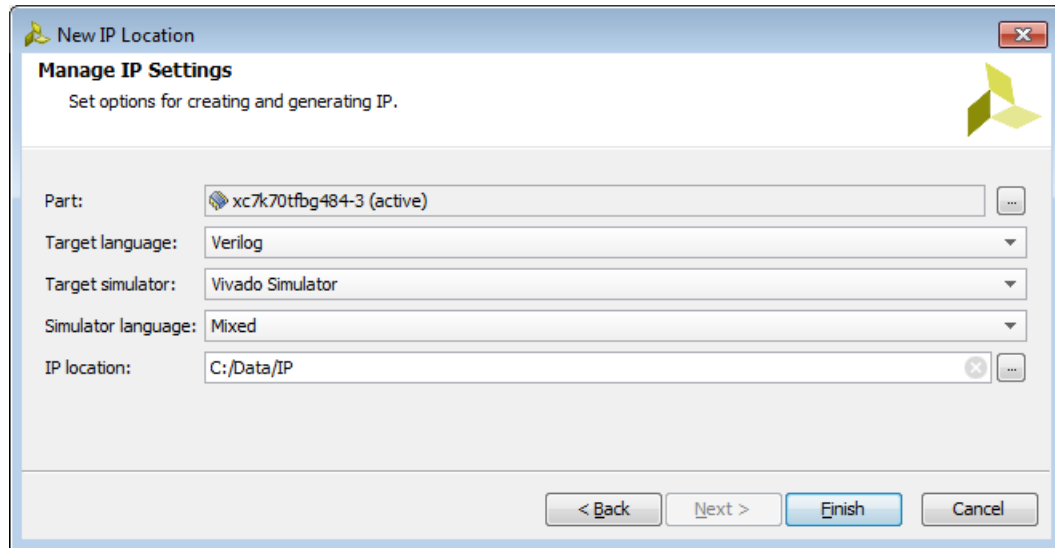 New IP Location
Manage IP Settings
Set options for creating and generating IP.
Part: xc7k70tfbg484-3 (active) ...
Target language: Verilog
Target simulator: Vivado Simulator
Simulator language: Mixed
IP location: C:/Data/IP ...
< Back Next > Finish Cancel